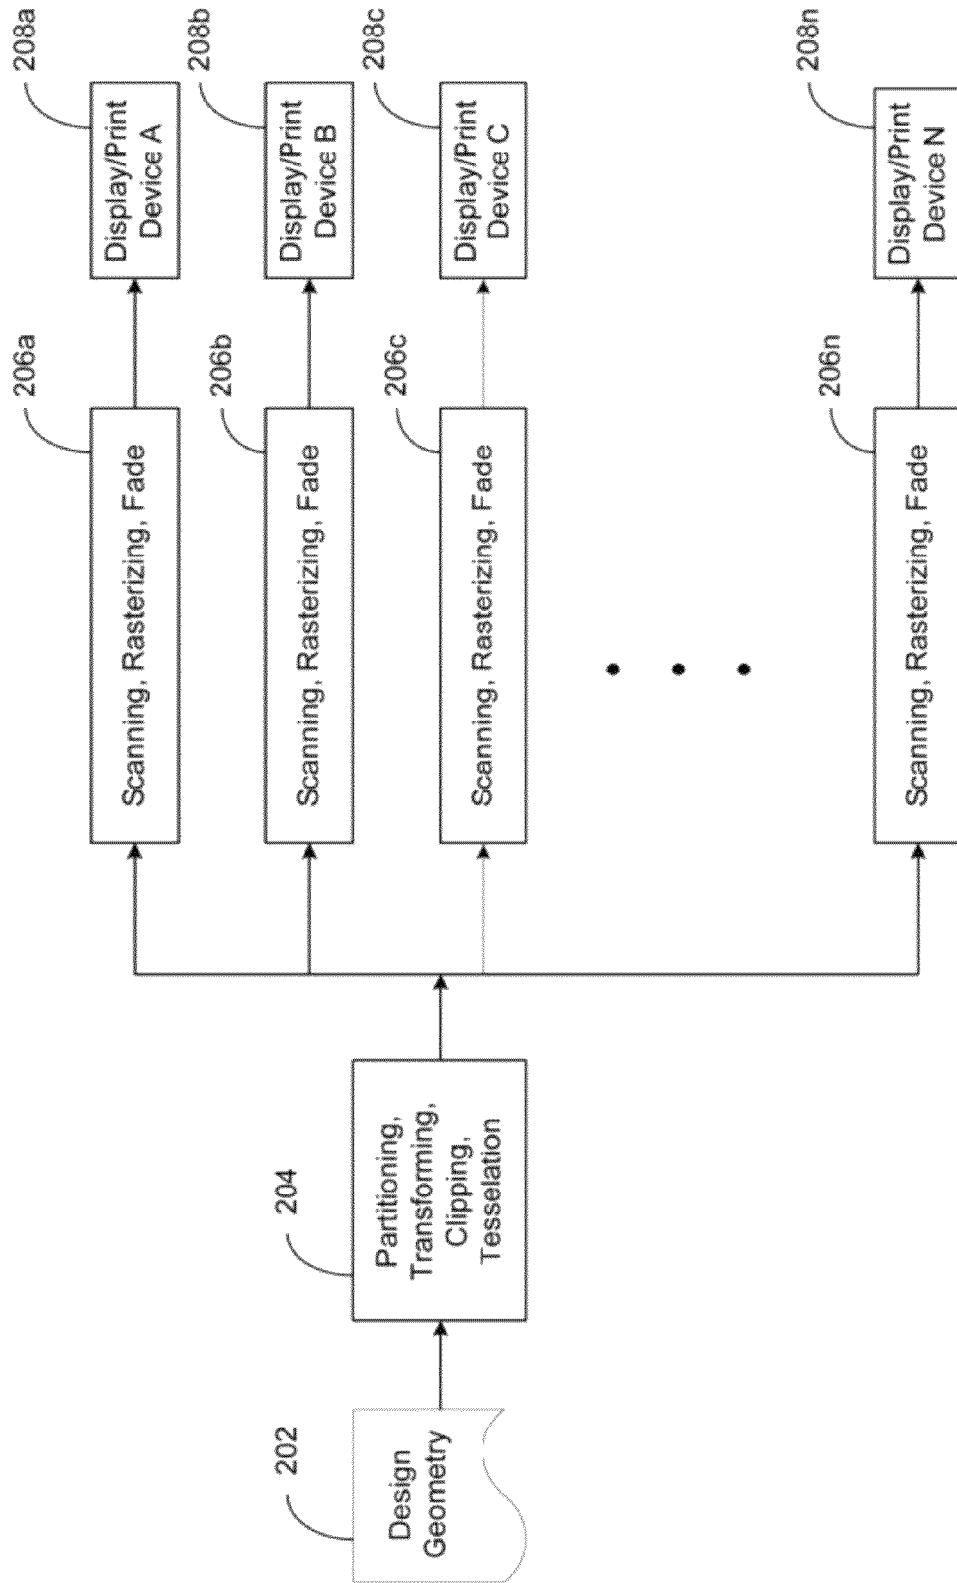 202
Design
Geometry
204
Partitioning,
Transforming,
Clipping,
Tesselation
206a
Scanning, Rasterizing, Fade
208a
Display/Print
Device A
206b
Scanning, Rasterizing, Fade
208b
Display/Print
Device B
206c
Scanning, Rasterizing, Fade
208c
Display/Print
Device C
206n
Scanning, Rasterizing, Fade
208n
Display/Print
Device N